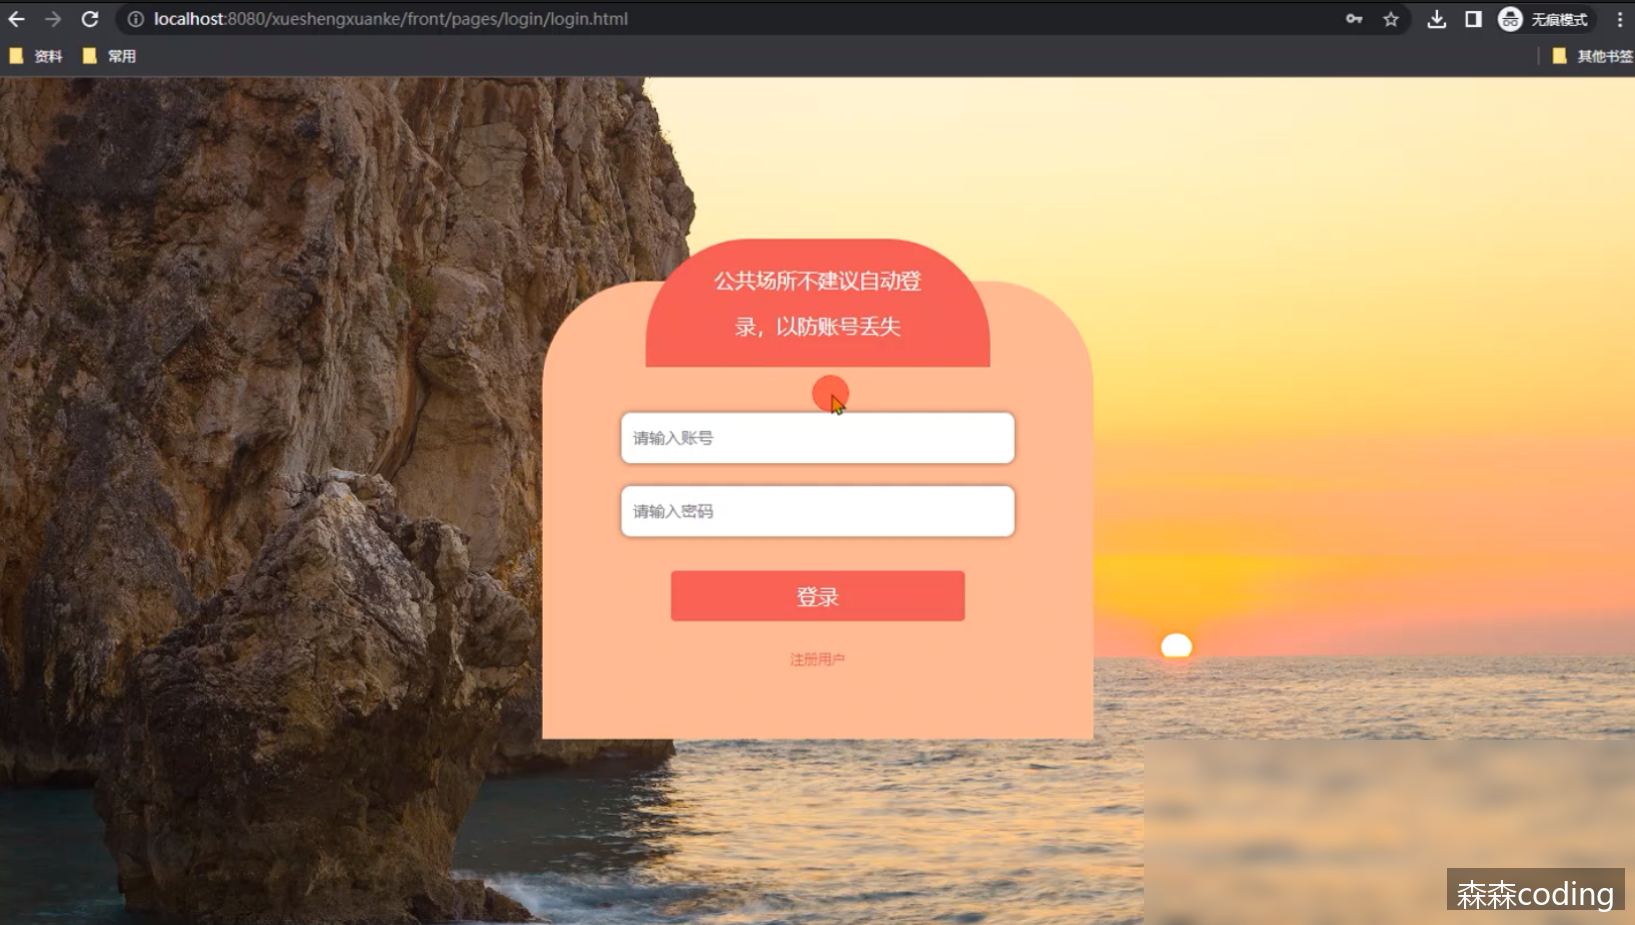 localhost:8080/xueshengxuanke/front/pages/login/login.html
无痕模式
资料
常用
其他书签
公共场所不建议自动登
录，以防账号丢失
请输入账号
请输入密码
登录
注册用户
森森coding